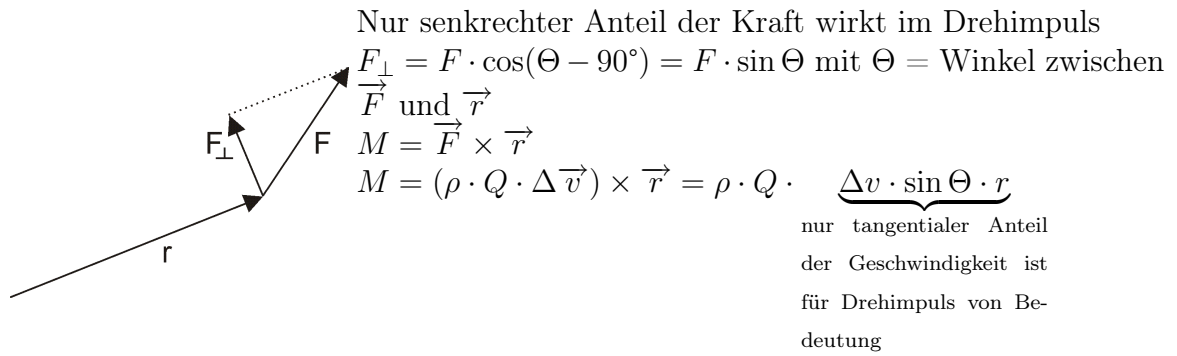 Nur senkrechter Anteil der Kraft wirkt im Drehimpuls
F⊥ = F · cos(Θ − 90°) = F · sin Θ mit Θ = Winkel zwischen
F⃗ und r⃗
M = F⃗ × r⃗
M = (ρ · Q · Δv⃗) × r⃗ = ρ · Q · Δv · sin Θ · r
nur tangentialer Anteil
der Geschwindigkeit ist
für Drehimpuls von Be-
deutung
F⊥
F
r